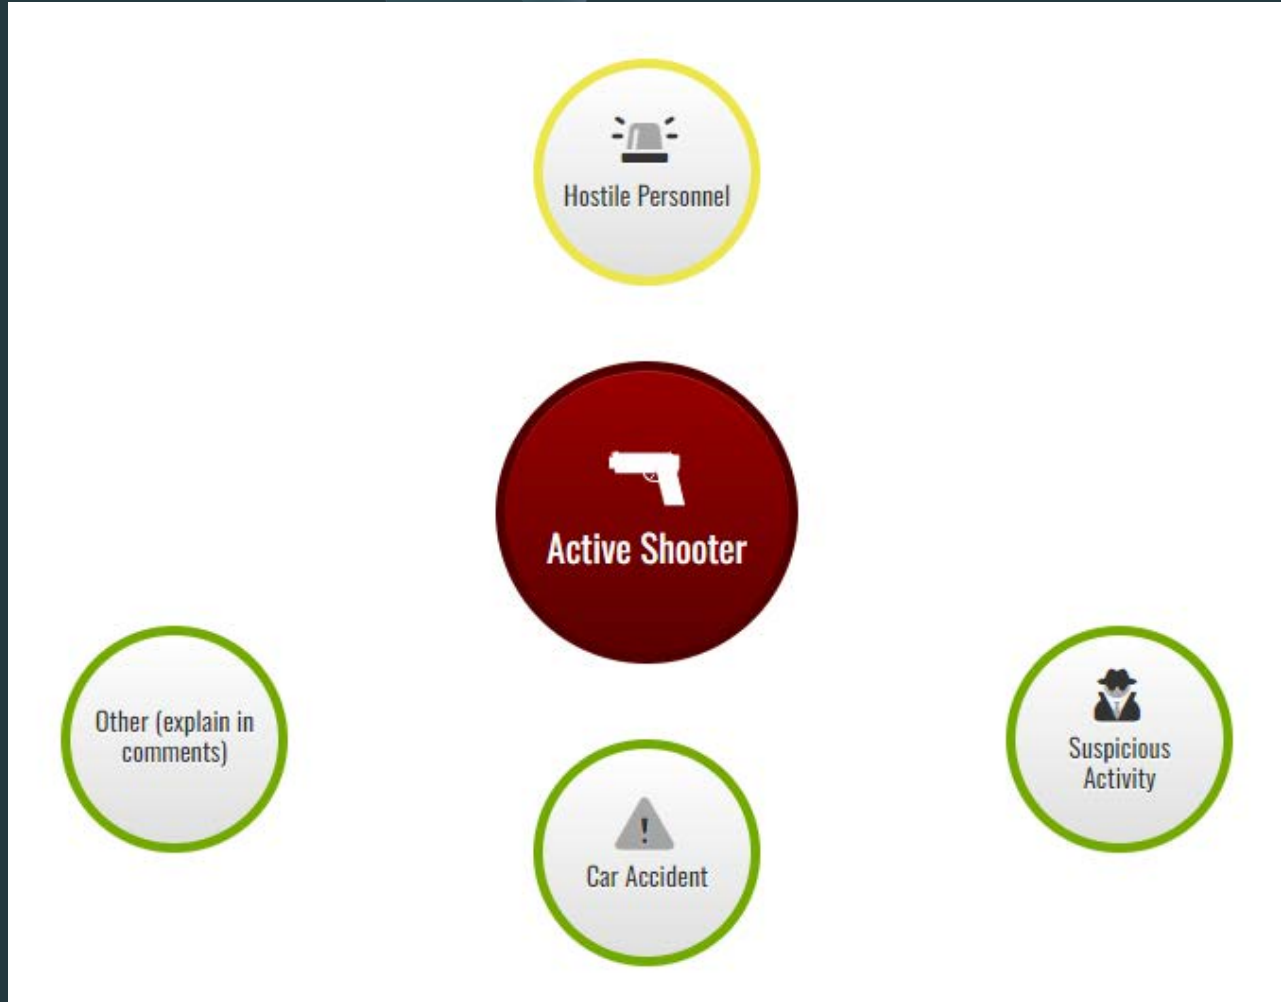 Hostile Personnel
Active Shooter
Other (explain in
comments)
Suspicious
Activity
Car Accident